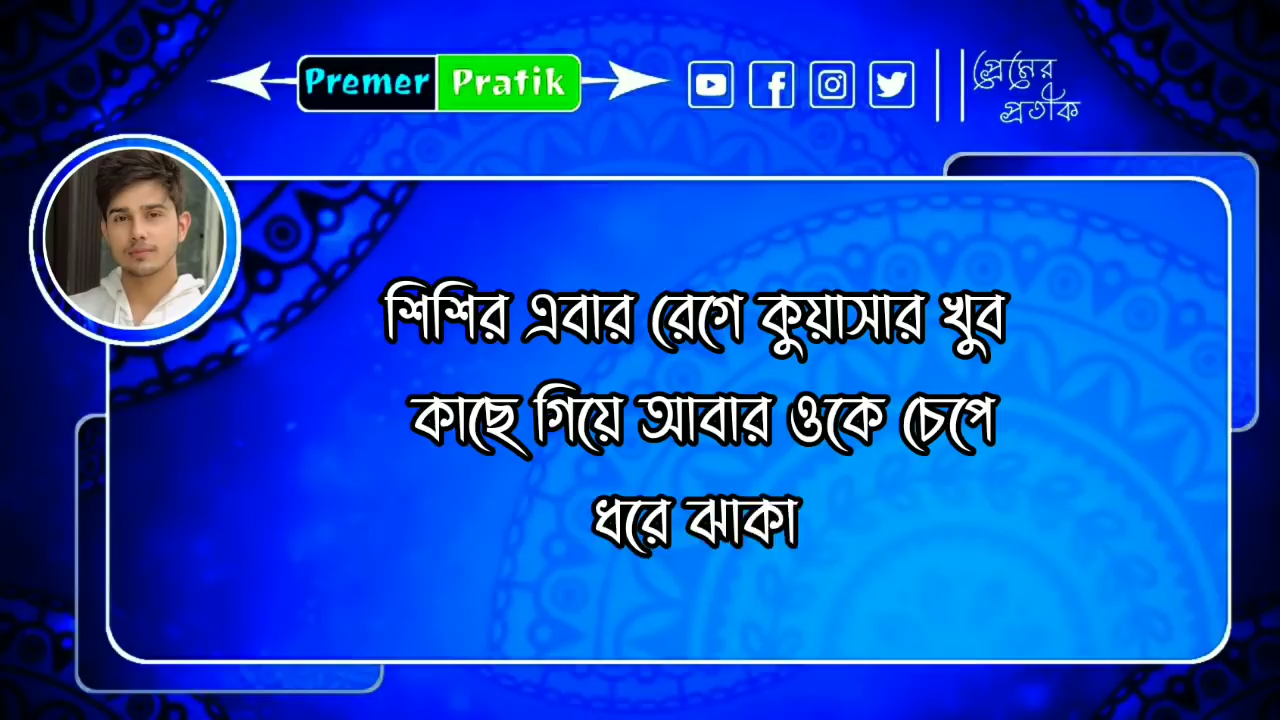 Premer Pratik
প্রেমের
প্রতীক
শিশির এবার রেগে কুয়াসার খুব
কাছে গিয়ে আবার ওকে চেপে
ধরে ঝাকা